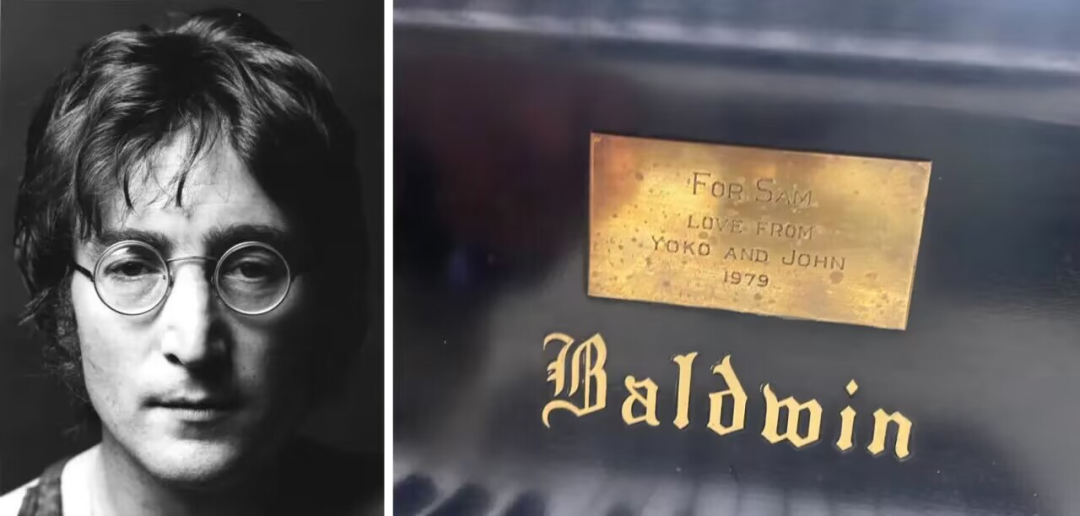 For Sam
Love from
Yoko and John
1979
Baldwin